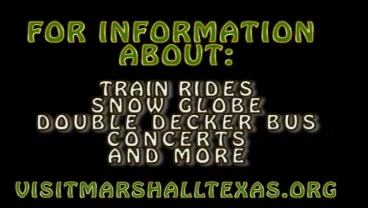 FOR INFORMATION
ABOUT:
TRAIN RIDES
SNOW GLOBE
DOUBLE DECKER BUS
CONCERTS
AND MORE
VISITMARSHALLTEXAS.ORG